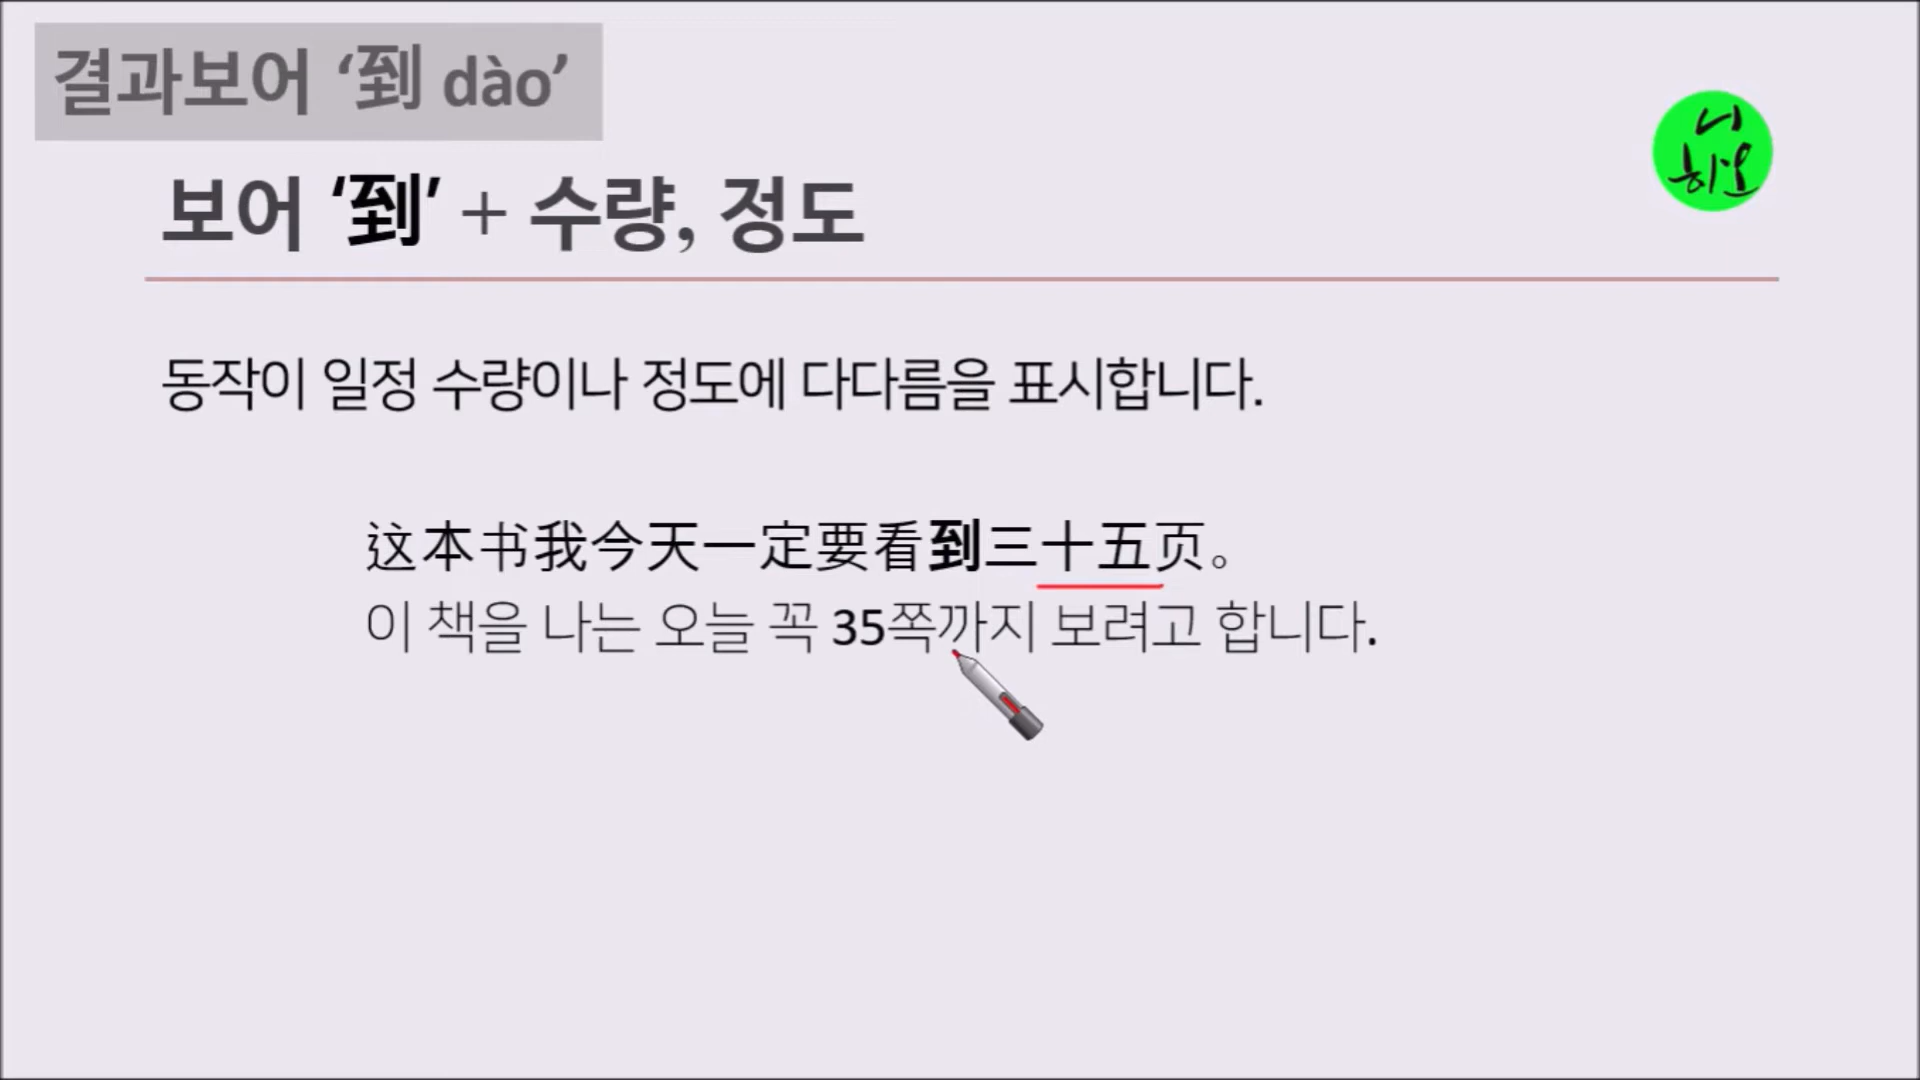 결과보어 ‘到 dào’
니
하오
보어 ‘到’ + 수량, 정도
동작이 일정 수량이나 정도에 다다름을 표시합니다.
这本书我今天一定要看到三十五页。
이 책을 나는 오늘 꼭 35쪽까지 보려고 합니다.